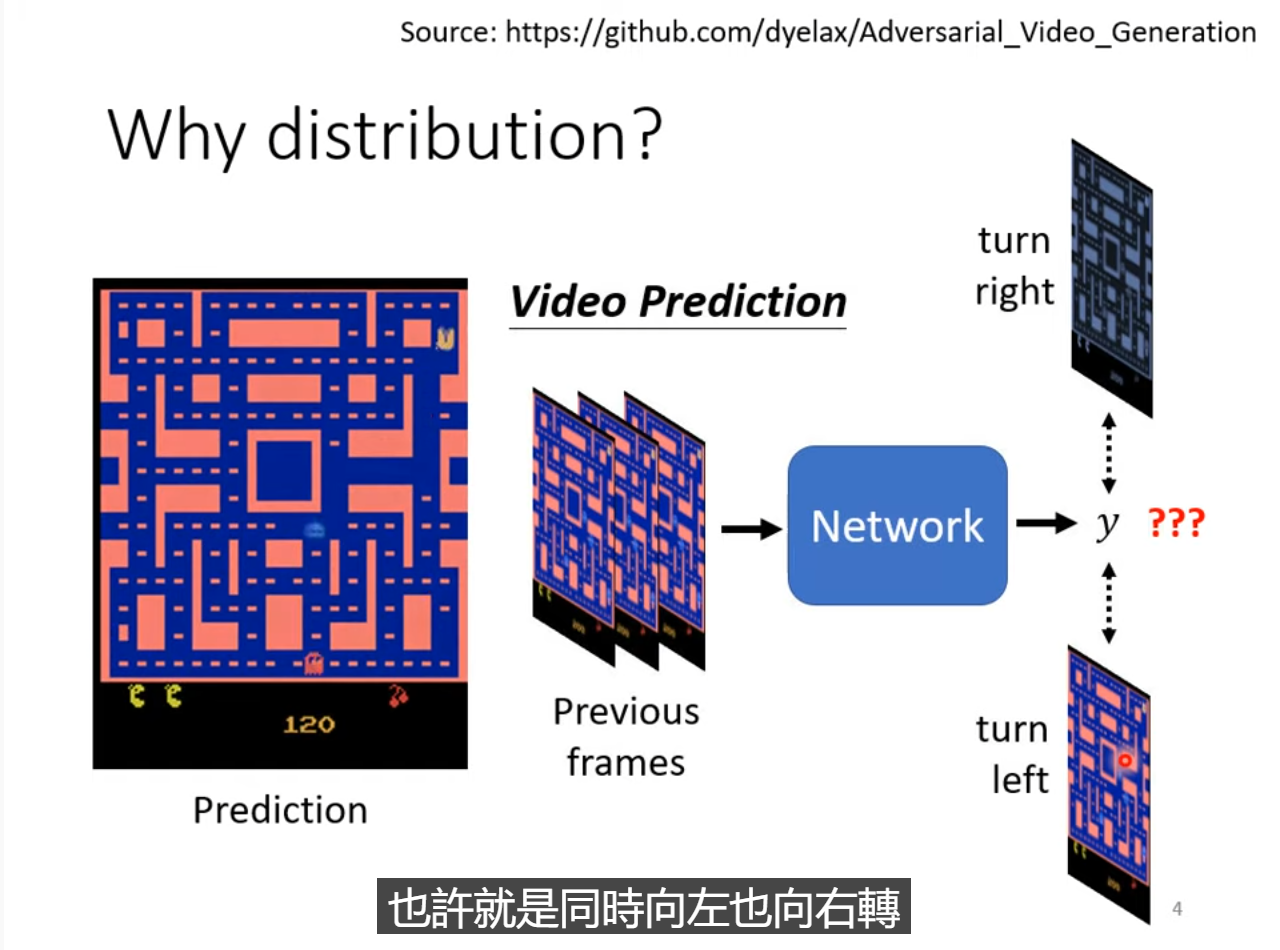 Source: https://github.com/dyelax/Adversarial_Video_Generation
Why distribution?
Video Prediction
turn
right
120
Prediction
Previous
frames
Network
y
???
turn
left
也許就是同時向左也向右轉
4